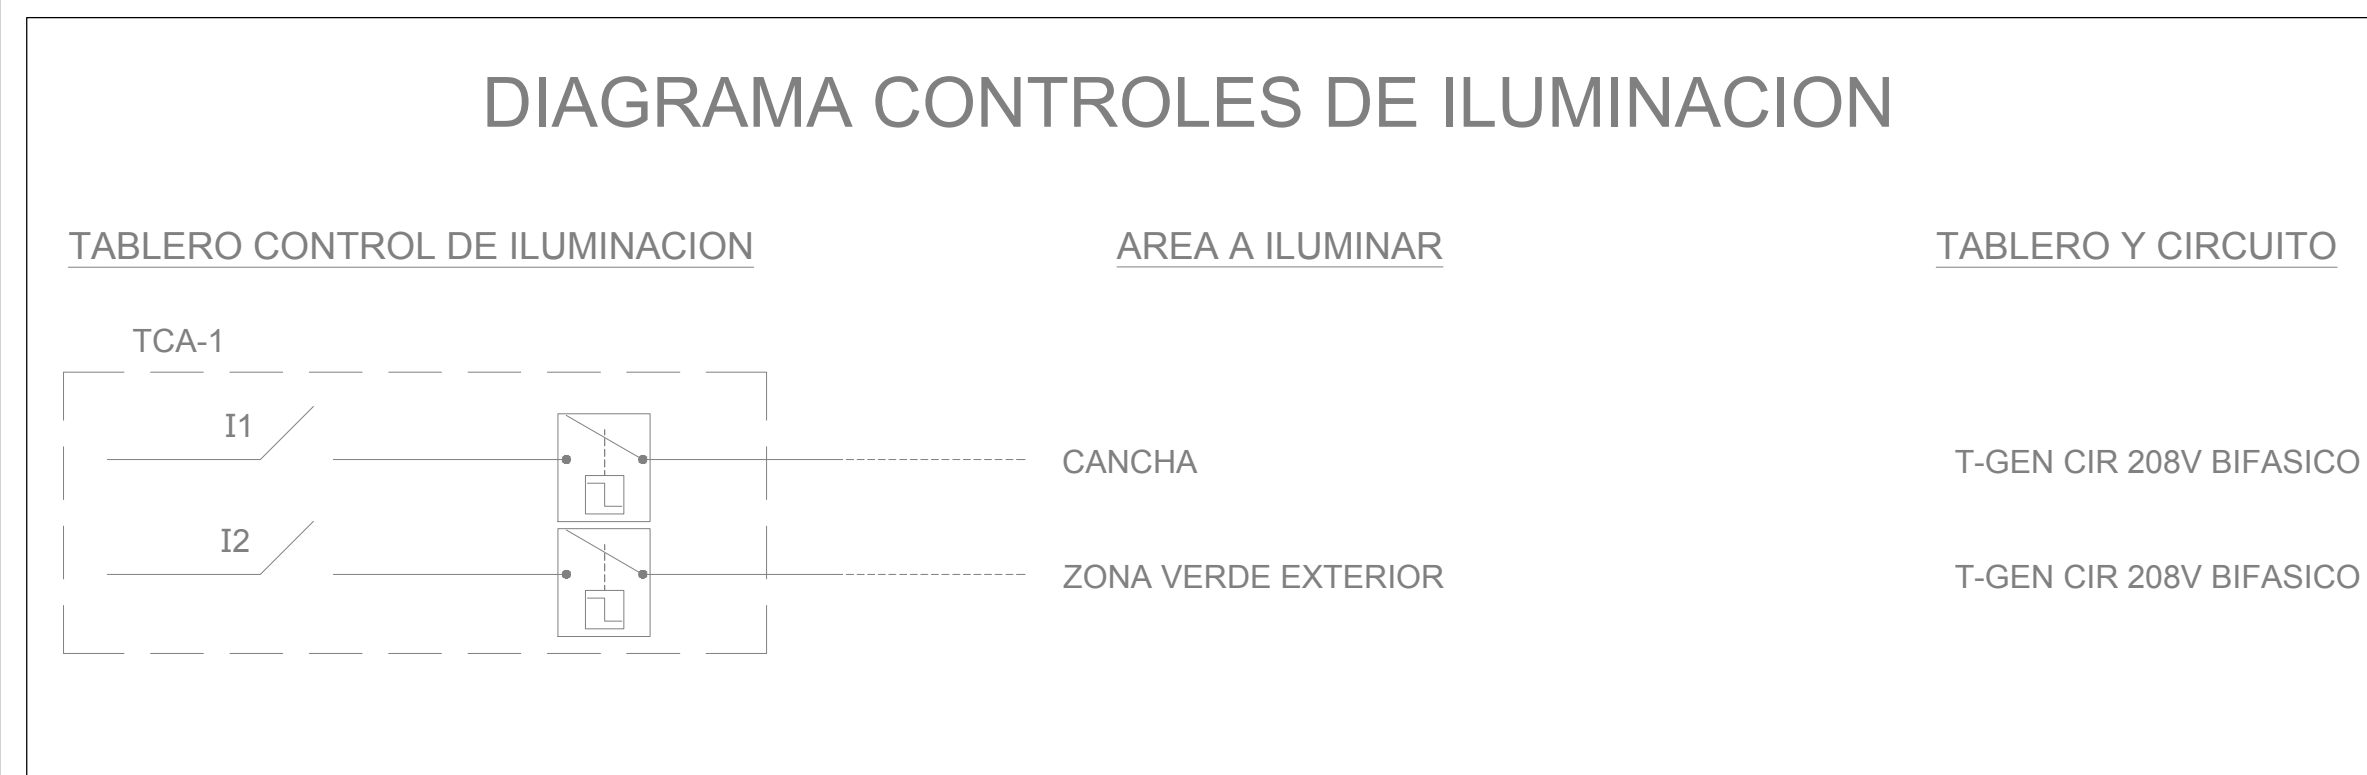 DIAGRAMA CONTROLES DE ILUMINACION
TABLERO CONTROL DE ILUMINACION
AREA A ILUMINAR
TABLERO Y CIRCUITO
TCA-1
I1
CANCHA
T-GEN CIR 208V BIFASICO
I2
ZONA VERDE EXTERIOR
T-GEN CIR 208V BIFASICO